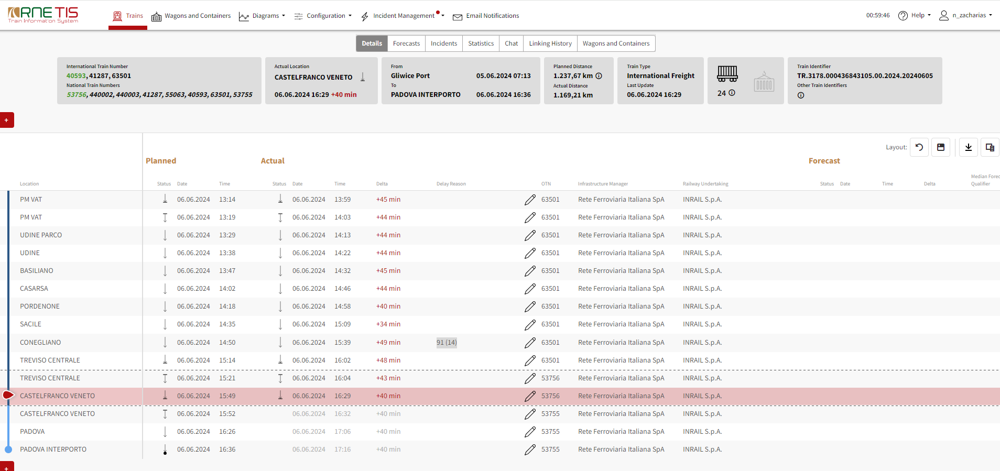 RNE TIS
Train Information System
Trains
Wagons and Containers
Diagrams
Configuration
Incident Management
Email Notifications
00:59:46
Help
n_zacharias
Details
Forecasts
Incidents
Statistics
Chat
Linking History
Wagons and Containers
International Train Number
40593, 41287, 63501
National Train Numbers
53756, 440002, 440003, 41287, 55063, 40593, 63501, 53755
Actual Location
CASTELFRANCO VENETO
06.06.2024 16:29 +40 min
From
Gliwice Port 05.06.2024 07:13
To
PADOVA INTERPORTO 06.06.2024 16:36
Planned Distance
1.237,67 km
Actual Distance
1.169,21 km
Train Type
International Freight
Last Update
06.06.2024 16:29
24
Train Identifier
TR.3178.000436843105.00.2024.20240605
Other Train Identifiers
+
Layout:
Planned Actual Forecast
Location Status Date Time Status Date Time Delta Delay Reason OTN Infrastructure Manager Railway Undertaking Status Date Time Delta Median Forec
Qualifier
PM VAT 06.06.2024 13:14 06.06.2024 13:59 +45 min 63501 Rete Ferroviaria Italiana SpA INRAIL S.p.A.
PM VAT 06.06.2024 13:19 06.06.2024 14:03 +44 min 63501 Rete Ferroviaria Italiana SpA INRAIL S.p.A.
UDINE PARCO 06.06.2024 13:29 06.06.2024 14:13 +44 min 63501 Rete Ferroviaria Italiana SpA INRAIL S.p.A.
UDINE 06.06.2024 13:38 06.06.2024 14:22 +44 min 63501 Rete Ferroviaria Italiana SpA INRAIL S.p.A.
BASILIANO 06.06.2024 13:47 06.06.2024 14:32 +45 min 63501 Rete Ferroviaria Italiana SpA INRAIL S.p.A.
CASARSA 06.06.2024 14:02 06.06.2024 14:46 +44 min 63501 Rete Ferroviaria Italiana SpA INRAIL S.p.A.
PORDENONE 06.06.2024 14:18 06.06.2024 14:58 +40 min 63501 Rete Ferroviaria Italiana SpA INRAIL S.p.A.
SACILE 06.06.2024 14:35 06.06.2024 15:09 +34 min 63501 Rete Ferroviaria Italiana SpA INRAIL S.p.A.
CONEGLIANO 06.06.2024 14:50 06.06.2024 15:39 +49 min 91 (14) 63501 Rete Ferroviaria Italiana SpA INRAIL S.p.A.
TREVISO CENTRALE 06.06.2024 15:14 06.06.2024 16:02 +48 min 63501 Rete Ferroviaria Italiana SpA INRAIL S.p.A.
TREVISO CENTRALE 06.06.2024 15:21 06.06.2024 16:04 +43 min 53756 Rete Ferroviaria Italiana SpA INRAIL S.p.A.
CASTELFRANCO VENETO 06.06.2024 15:49 06.06.2024 16:29 +40 min 53756 Rete Ferroviaria Italiana SpA INRAIL S.p.A.
CASTELFRANCO VENETO 06.06.2024 15:52 06.06.2024 16:32 +40 min 53755 Rete Ferroviaria Italiana SpA INRAIL S.p.A.
PADOVA 06.06.2024 16:26 06.06.2024 17:06 +40 min 53755 Rete Ferroviaria Italiana SpA INRAIL S.p.A.
PADOVA INTERPORTO 06.06.2024 16:36 06.06.2024 17:16 +40 min 53755 Rete Ferroviaria Italiana SpA INRAIL S.p.A.
+